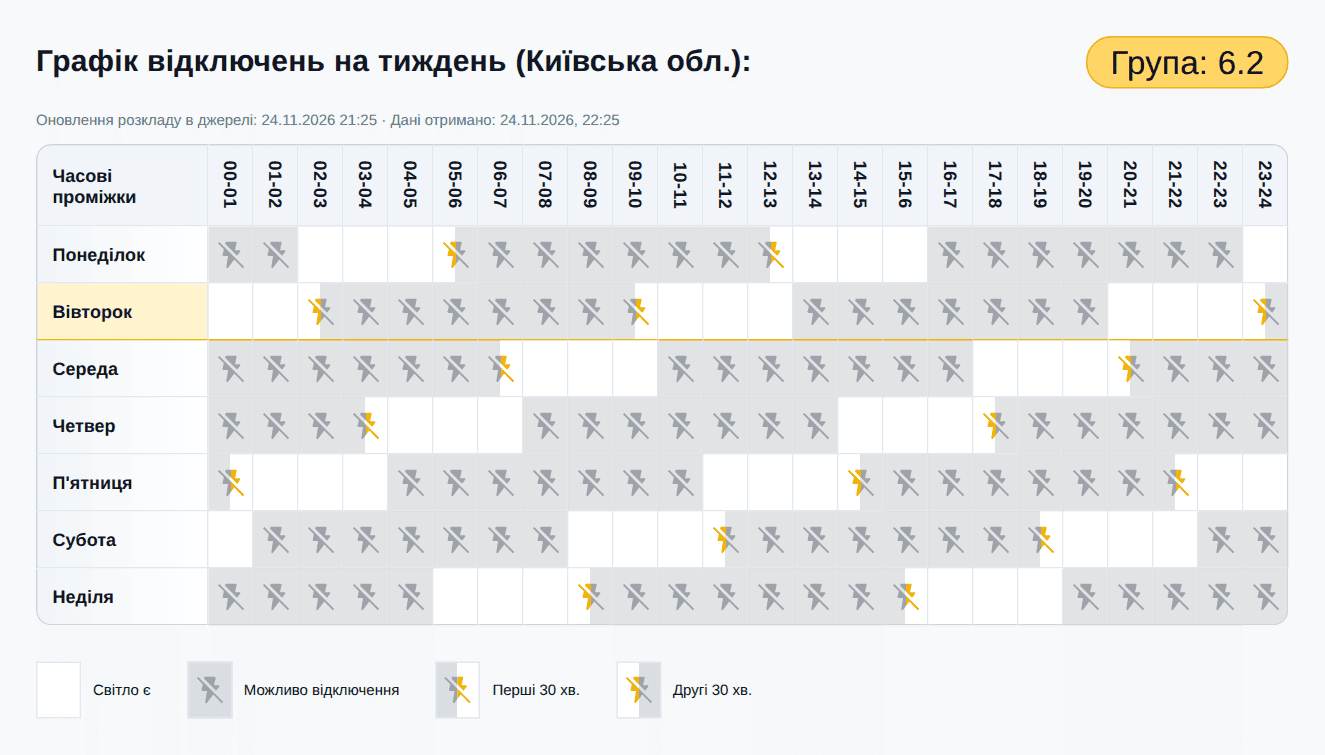 Графік відключень на тиждень (Київська обл.):
Група: 6.2
Оновлення розкладу в джерелі: 24.11.2026 21:25 · Дані отримано: 24.11.2026, 22:25
Часові
проміжки
00-01
01-02
02-03
03-04
04-05
05-06
06-07
07-08
08-09
09-10
10-11
11-12
12-13
13-14
14-15
15-16
16-17
17-18
18-19
19-20
20-21
21-22
22-23
23-24
Понеділок
Вівторок
Середа
Четвер
П'ятниця
Субота
Неділя
Світло є
Можливо відключення
Перші 30 хв.
Другі 30 хв.